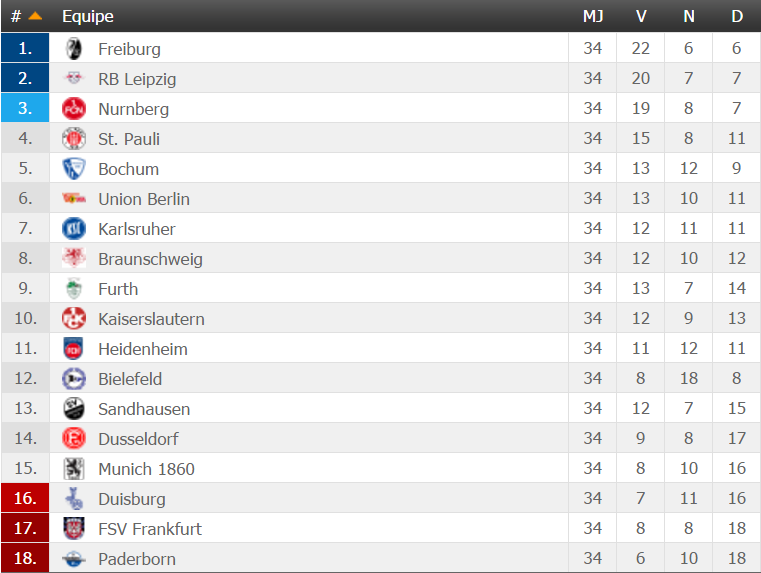 # Equipe MJ V N D
1. Freiburg 34 22 6 6
2. RB Leipzig 34 20 7 7
3. Nurnberg 34 19 8 7
4. St. Pauli 34 15 8 11
5. Bochum 34 13 12 9
6. Union Berlin 34 13 10 11
7. Karlsruher 34 12 11 11
8. Braunschweig 34 12 10 12
9. Furth 34 13 7 14
10. Kaiserslautern 34 12 9 13
11. Heidenheim 34 11 12 11
12. Bielefeld 34 8 18 8
13. Sandhausen 34 12 7 15
14. Dusseldorf 34 9 8 17
15. Munich 1860 34 8 10 16
16. Duisburg 34 7 11 16
17. FSV Frankfurt 34 8 8 18
18. Paderborn 34 6 10 18